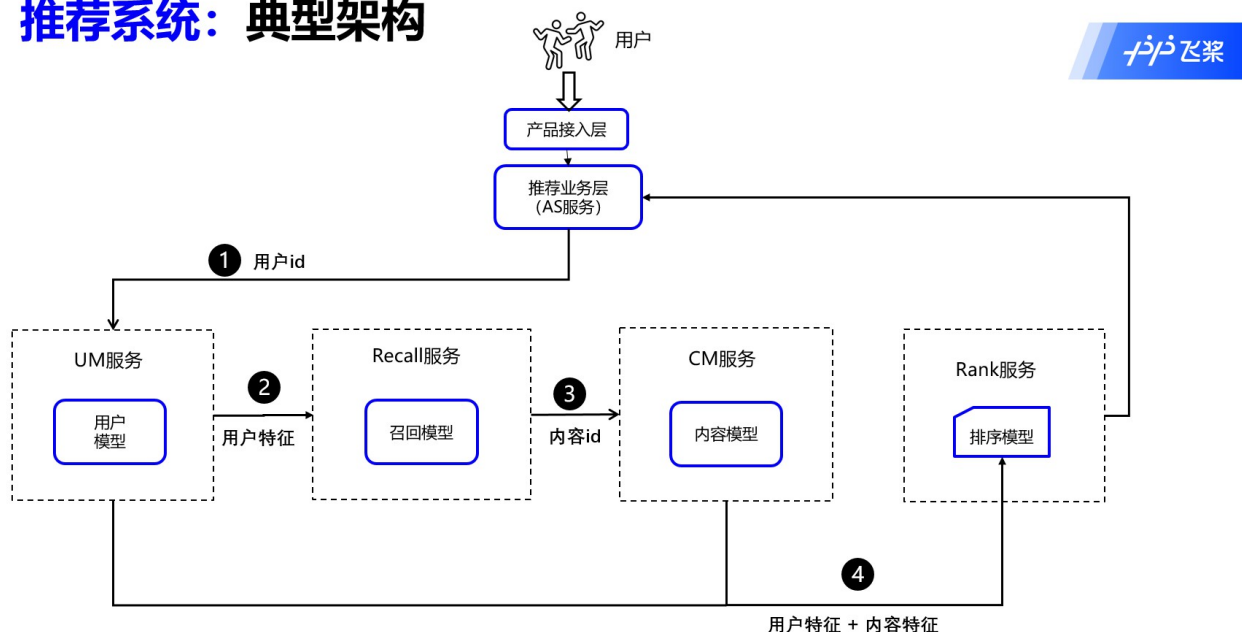 推荐系统：典型架构
用户
飞桨
产品接入层
推荐业务层
（AS服务）
1 用户id
UM服务
用户
模型
2
用户特征
Recall服务
召回模型
3
内容id
CM服务
内容模型
Rank服务
排序模型
4
用户特征 + 内容特征